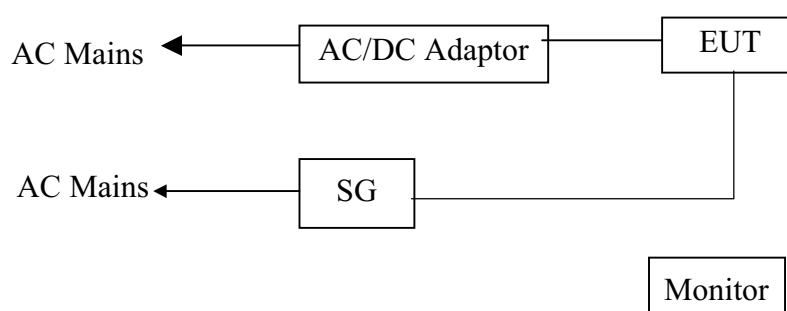 AC Mains
AC/DC Adaptor
EUT
AC Mains
SG
Monitor